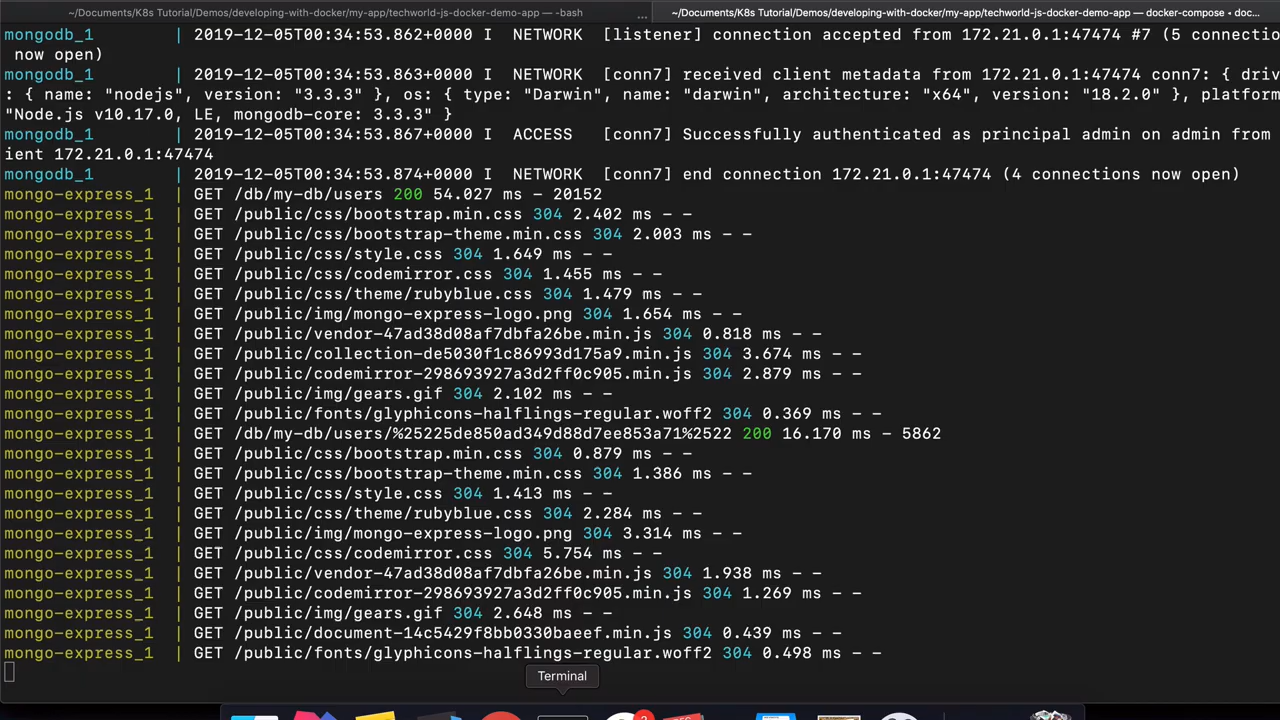 ~/Documents/K8s Tutorial/Demos/developing-with-docker/my-app/techworld-js-docker-demo-app — -bash
... ~/Documents/K8s Tutorial/Demos/developing-with-docker/my-app/techworld-js-docker-demo-app — docker-compose ◂ doc...
mongodb_1 | 2019-12-05T00:34:53.862+0000 I NETWORK [listener] connection accepted from 172.21.0.1:47474 #7 (5 connectio
now open)
mongodb_1 | 2019-12-05T00:34:53.863+0000 I NETWORK [conn7] received client metadata from 172.21.0.1:47474 conn7: { driv
: { name: "nodejs", version: "3.3.3" }, os: { type: "Darwin", name: "darwin", architecture: "x64", version: "18.2.0" }, platform
"Node.js v10.17.0, LE, mongodb-core: 3.3.3" }
mongodb_1 | 2019-12-05T00:34:53.867+0000 I ACCESS [conn7] Successfully authenticated as principal admin on admin from
ient 172.21.0.1:47474
mongodb_1 | 2019-12-05T00:34:53.874+0000 I NETWORK [conn7] end connection 172.21.0.1:47474 (4 connections now open)
mongo-express_1 | GET /db/my-db/users 200 54.027 ms - 20152
mongo-express_1 | GET /public/css/bootstrap.min.css 304 2.402 ms - -
mongo-express_1 | GET /public/css/bootstrap-theme.min.css 304 2.003 ms - -
mongo-express_1 | GET /public/css/style.css 304 1.649 ms - -
mongo-express_1 | GET /public/css/codemirror.css 304 1.455 ms - -
mongo-express_1 | GET /public/css/theme/rubyblue.css 304 1.479 ms - -
mongo-express_1 | GET /public/img/mongo-express-logo.png 304 1.654 ms - -
mongo-express_1 | GET /public/vendor-47ad38d08af7dbfa26be.min.js 304 0.818 ms - -
mongo-express_1 | GET /public/collection-de5030f1c86993d175a9.min.js 304 3.674 ms - -
mongo-express_1 | GET /public/codemirror-298693927a3d2ff0c905.min.js 304 2.879 ms - -
mongo-express_1 | GET /public/img/gears.gif 304 2.102 ms - -
mongo-express_1 | GET /public/fonts/glyphicons-halflings-regular.woff2 304 0.369 ms - -
mongo-express_1 | GET /db/my-db/users/%25225de850ad349d88d7ee853a71%2522 200 16.170 ms - 5862
mongo-express_1 | GET /public/css/bootstrap.min.css 304 0.879 ms - -
mongo-express_1 | GET /public/css/bootstrap-theme.min.css 304 1.386 ms - -
mongo-express_1 | GET /public/css/style.css 304 1.413 ms - -
mongo-express_1 | GET /public/css/theme/rubyblue.css 304 2.284 ms - -
mongo-express_1 | GET /public/img/mongo-express-logo.png 304 3.314 ms - -
mongo-express_1 | GET /public/css/codemirror.css 304 5.754 ms - -
mongo-express_1 | GET /public/vendor-47ad38d08af7dbfa26be.min.js 304 1.938 ms - -
mongo-express_1 | GET /public/codemirror-298693927a3d2ff0c905.min.js 304 1.269 ms - -
mongo-express_1 | GET /public/img/gears.gif 304 2.648 ms - -
mongo-express_1 | GET /public/document-14c5429f8bb0330baeef.min.js 304 0.439 ms - -
mongo-express_1 | GET /public/fonts/glyphicons-halflings-regular.woff2 304 0.498 ms - -
Terminal